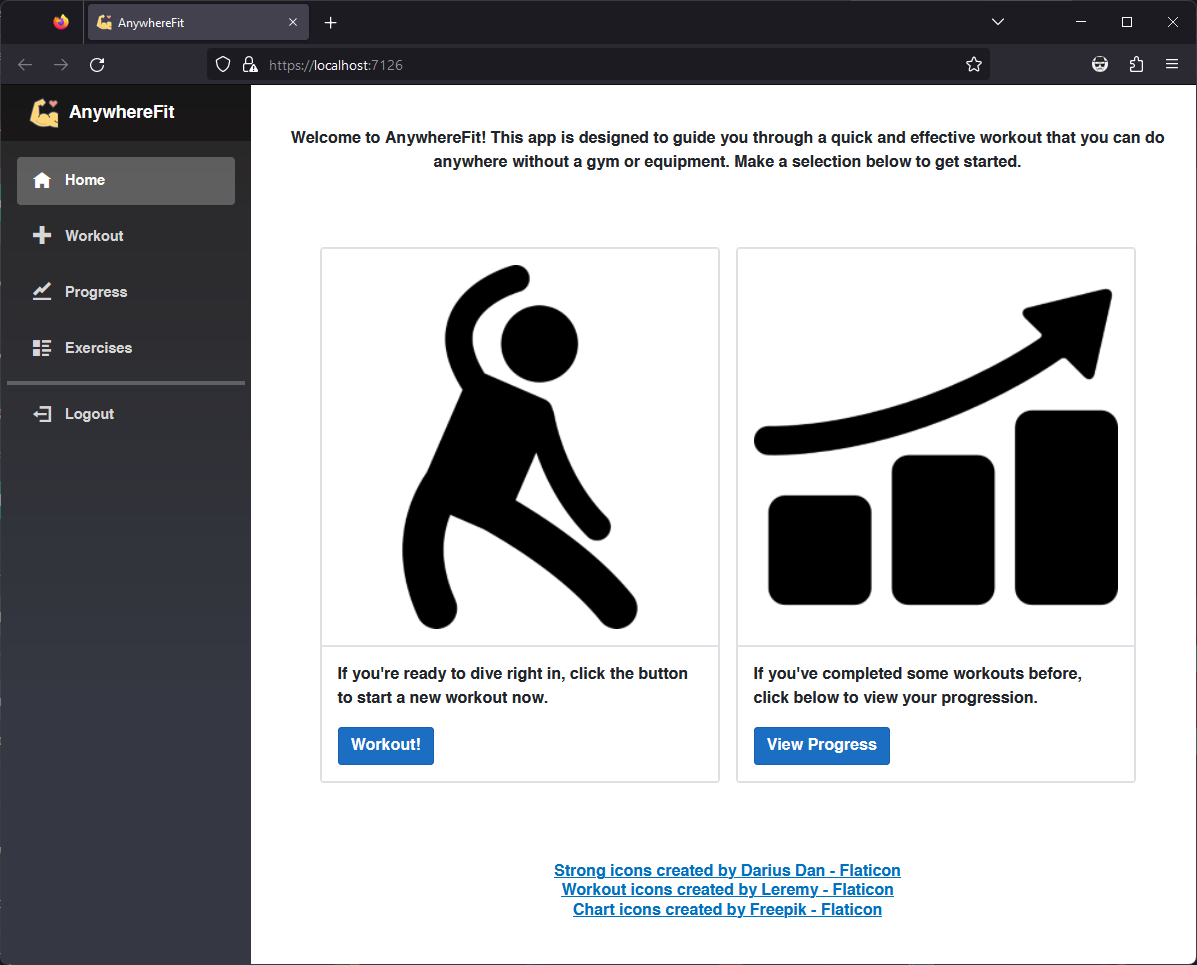 AnywhereFit
https://localhost:7126
AnywhereFit
Home
Workout
Progress
Exercises
Logout
Welcome to AnywhereFit! This app is designed to guide you through a quick and effective workout that you can do
anywhere without a gym or equipment. Make a selection below to get started.
If you're ready to dive right in, click the button
to start a new workout now.
Workout!
If you've completed some workouts before,
click below to view your progression.
View Progress
Strong icons created by Darius Dan - Flaticon
Workout icons created by Leremy - Flaticon
Chart icons created by Freepik - Flaticon